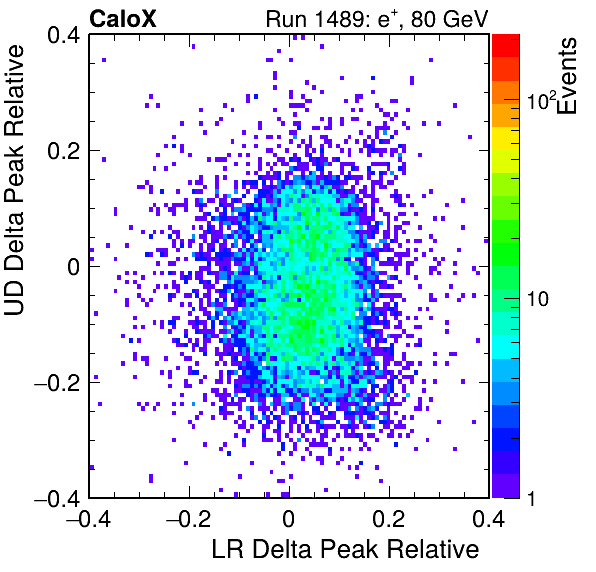 CaloX Run 1489: e⁺, 80 GeV
UD Delta Peak Relative
0.4
0.2
0
−0.2
−0.4
−0.4 −0.2 0 0.2 0.4
LR Delta Peak Relative
Events
10²
10
1